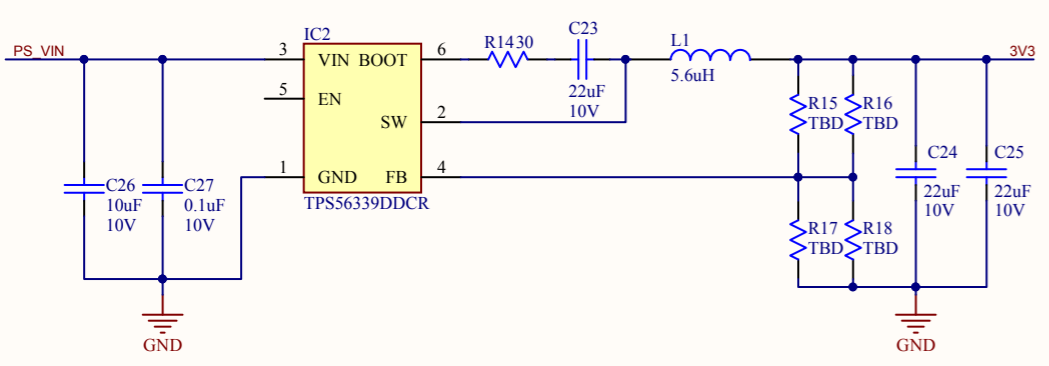 PS_VIN
IC2
3
VIN
BOOT
6
R1430
C23
22uF
10V
L1
5.6uH
3V3
5
EN
SW
2
1
GND
FB
4
TPS56339DDCR
C26
10uF
10V
C27
0.1uF
10V
R15
TBD
R16
TBD
R17
TBD
R18
TBD
C24
22uF
10V
C25
22uF
10V
GND
GND